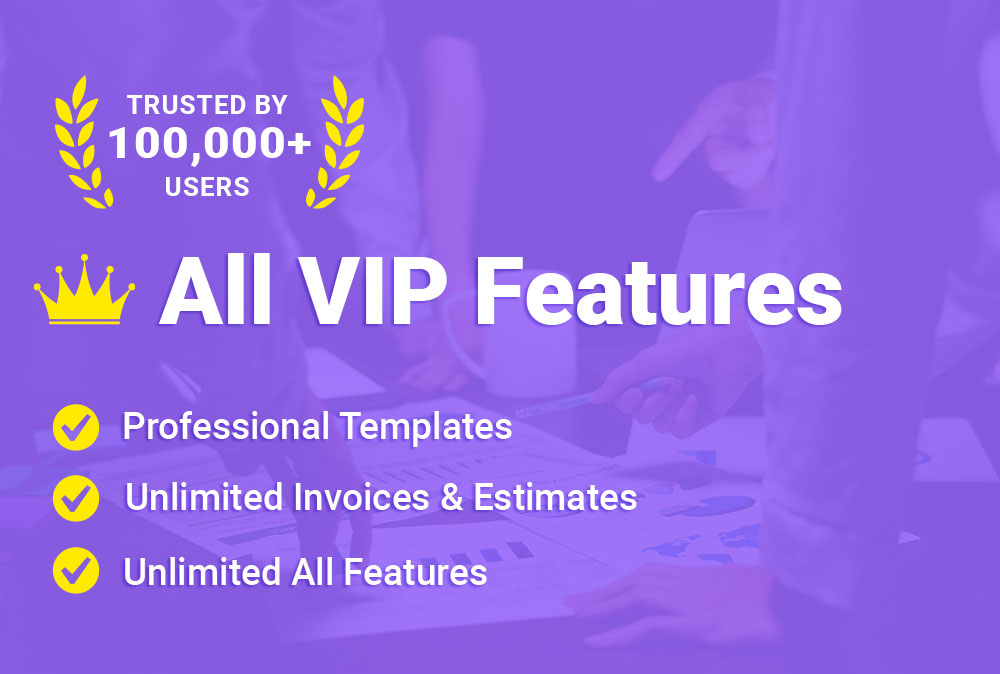 TRUSTED BY
100,000+
USERS
All VIP Features
Professional Templates
Unlimited Invoices & Estimates
Unlimited All Features